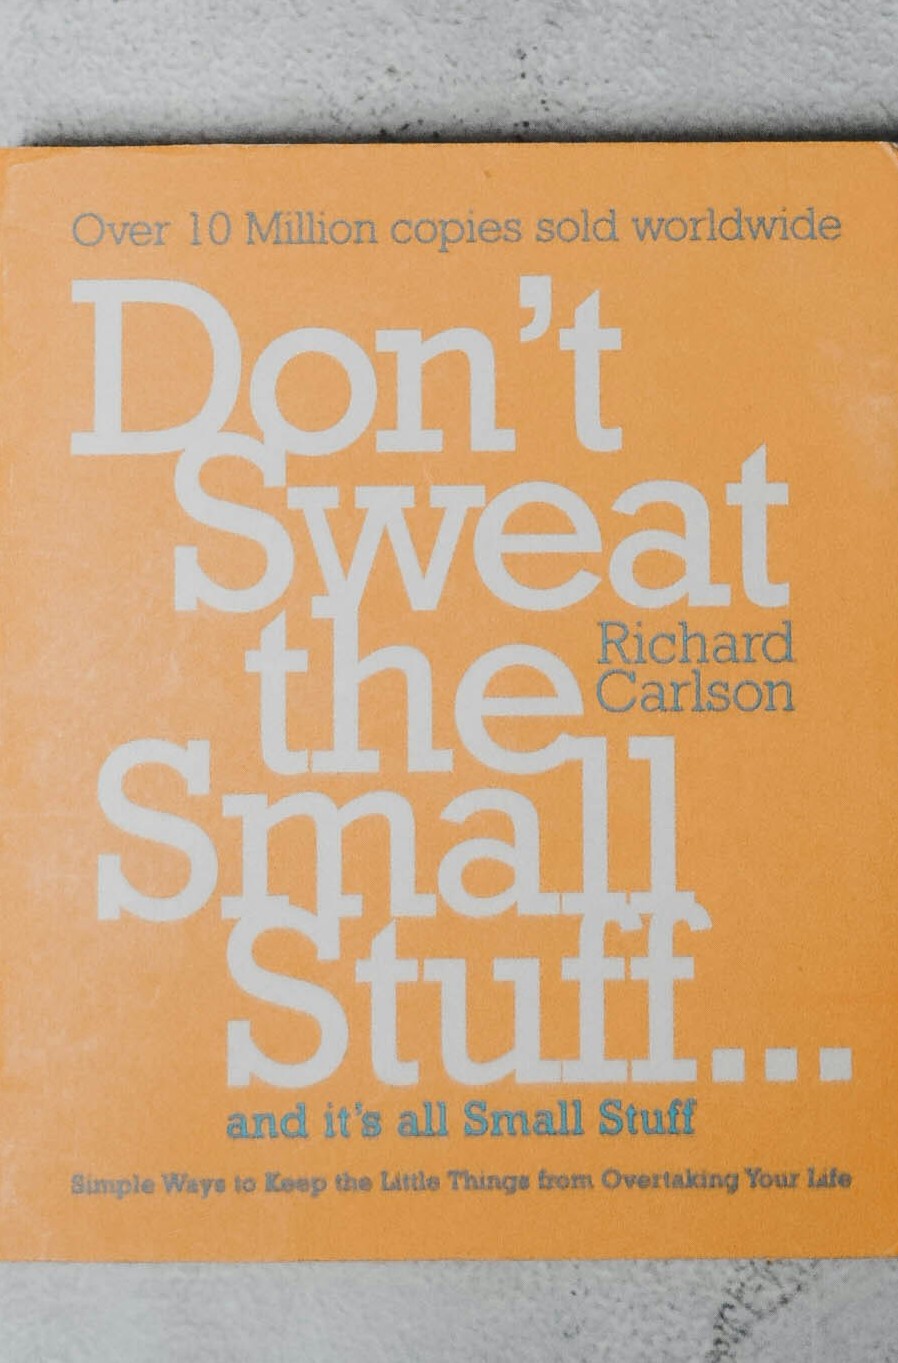 Over 10 Million copies sold worldwide
Don't
Sweat
the
Richard
Carlson
Small
Stuff...
and it's all Small Stuff
Simple Ways to Keep the Little Things from Overtaking Your Life